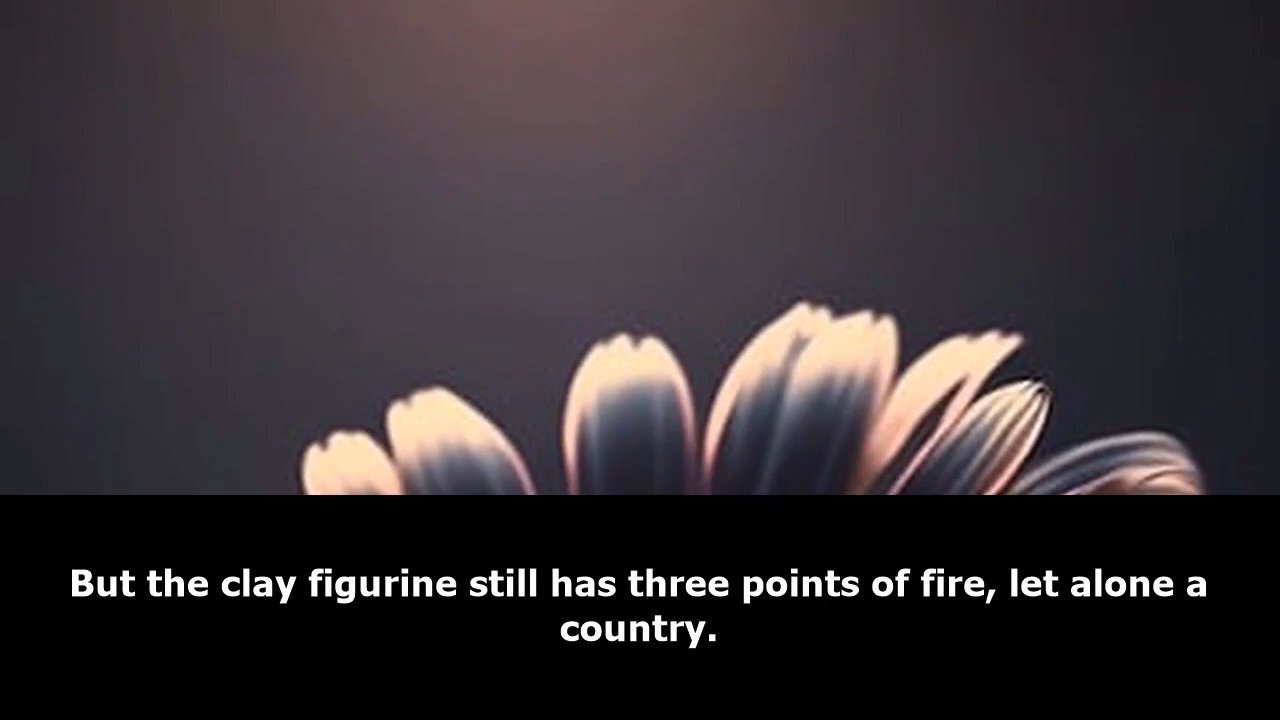 But the clay figurine still has three points of fire, let alone a
country.